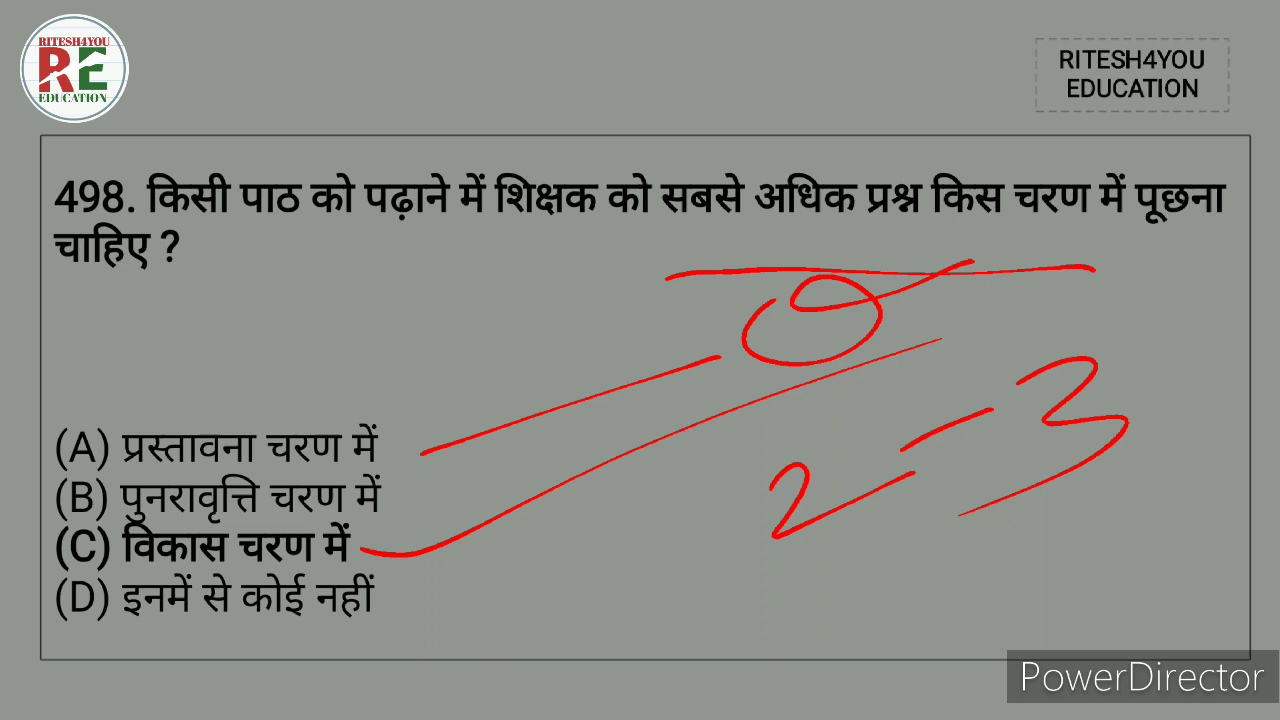 RITESH4YOU
RE
EDUCATION
RITESH4YOU
EDUCATION
498. किसी पाठ को पढ़ाने में शिक्षक को सबसे अधिक प्रश्न किस चरण में पूछना
चाहिए ?
(A) प्रस्तावना चरण में
(B) पुनरावृत्ति चरण में
(C) विकास चरण में
(D) इनमें से कोई नहीं
2 - 3
PowerDirector